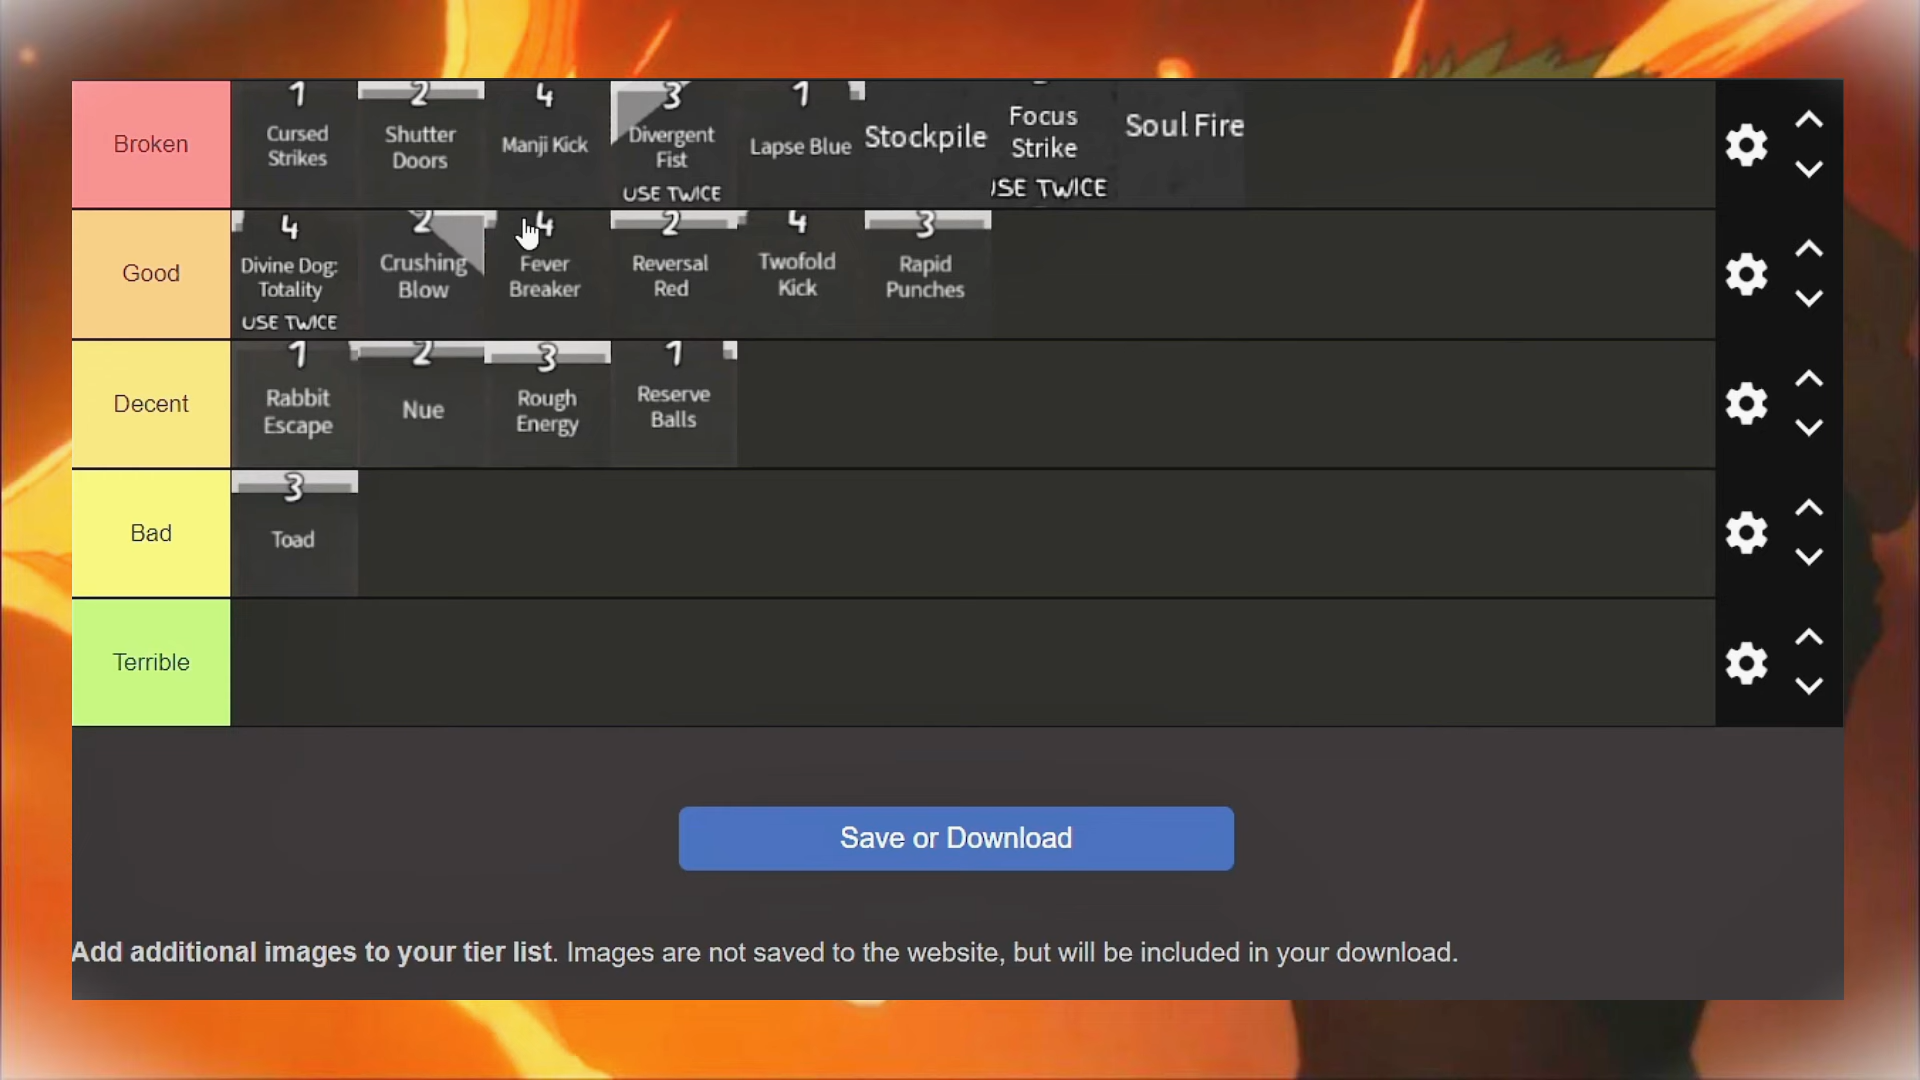 Broken
1
Cursed
Strikes
2
Shutter
Doors
4
Manji Kick
3
Divergent
Fist
USE TWICE
1
Lapse Blue
Stockpile
Focus
Strike
USE TWICE
Soul Fire
Good
4
Divine Dog:
Totality
USE TWICE
2
Crushing
Blow
4
Fever
Breaker
2
Reversal
Red
4
Twofold
Kick
3
Rapid
Punches
Decent
1
Rabbit
Escape
2
Nue
3
Rough
Energy
1
Reserve
Balls
Bad
3
Toad
Terrible
Save or Download
Add additional images to your tier list. Images are not saved to the website, but will be included in your download.